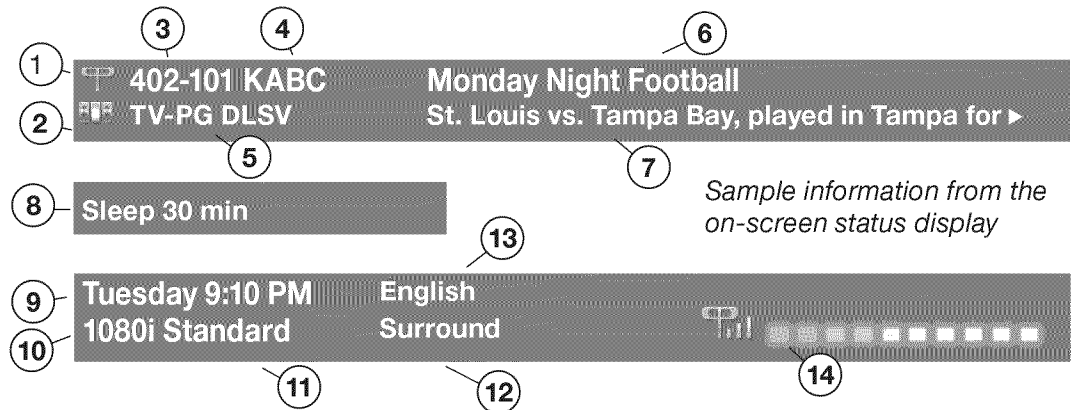 3 4 6
1 402-101 KABC Monday Night Football
2 TV-PG DLSV St. Louis vs. Tampa Bay, played in Tampa for ▶
5 7
8 Sleep 30 min
Sample information from the
on-screen status display
13
9 Tuesday 9:10 PM English
10 1080i Standard Surround
11 12 14